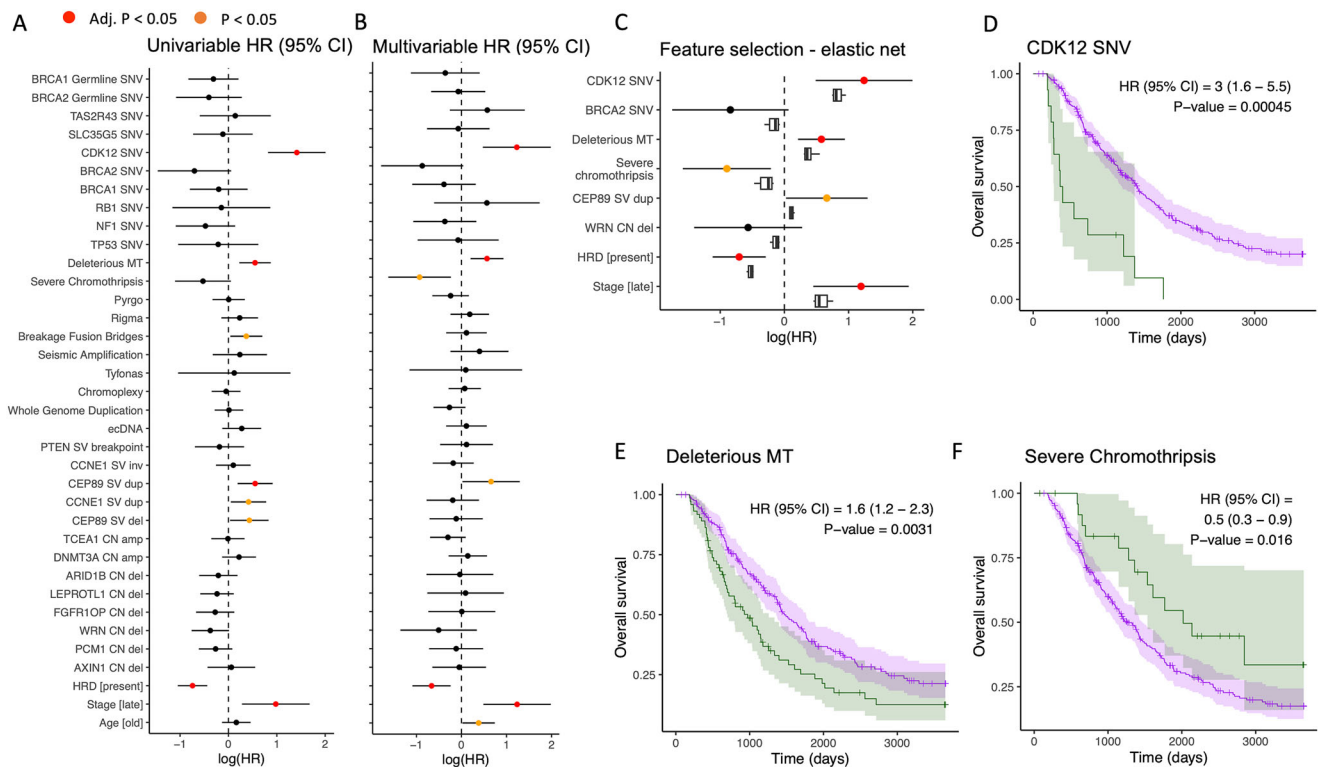 A
Adj. P < 0.05
P < 0.05
Univariable HR (95% CI)
BRCA1 Germline SNV
BRCA2 Germline SNV
TAS2R43 SNV
SLC35G5 SNV
CDK12 SNV
BRCA2 SNV
BRCA1 SNV
RB1 SNV
NF1 SNV
TP53 SNV
Deleterious MT
Severe Chromothripsis
Pyrgo
Rigma
Breakage Fusion Bridges
Seismic Amplification
Tyfonas
Chromoplexy
Whole Genome Duplication
ecDNA
PTEN SV breakpoint
CCNE1 SV inv
CEP89 SV dup
CCNE1 SV dup
CEP89 SV del
TCEA1 CN amp
DNMT3A CN amp
ARID1B CN del
LEPROTL1 CN del
FGFR1OP CN del
WRN CN del
PCM1 CN del
AXIN1 CN del
HRD [present]
Stage [late]
Age [old]
−1 0 1 2
log(HR)
B
Multivariable HR (95% CI)
−1 0 1 2
log(HR)
C
Feature selection - elastic net
CDK12 SNV
BRCA2 SNV
Deleterious MT
Severe
chromothripsis
CEP89 SV dup
WRN CN del
HRD [present]
Stage [late]
−1 0 1 2
log(HR)
D
CDK12 SNV
HR (95% CI) = 3 (1.6 – 5.5)
P−value = 0.00045
Overall survival
1.00
0.75
0.50
0.25
0.00
0 1000 2000 3000
Time (days)
E
Deleterious MT
HR (95% CI) = 1.6 (1.2 – 2.3)
P−value = 0.0031
Overall survival
1.00
0.75
0.50
0.25
0 1000 2000 3000
Time (days)
F
Severe Chromothripsis
HR (95% CI) =
0.5 (0.3 – 0.9)
P−value = 0.016
Overall survival
1.00
0.75
0.50
0.25
0 1000 2000 3000
Time (days)